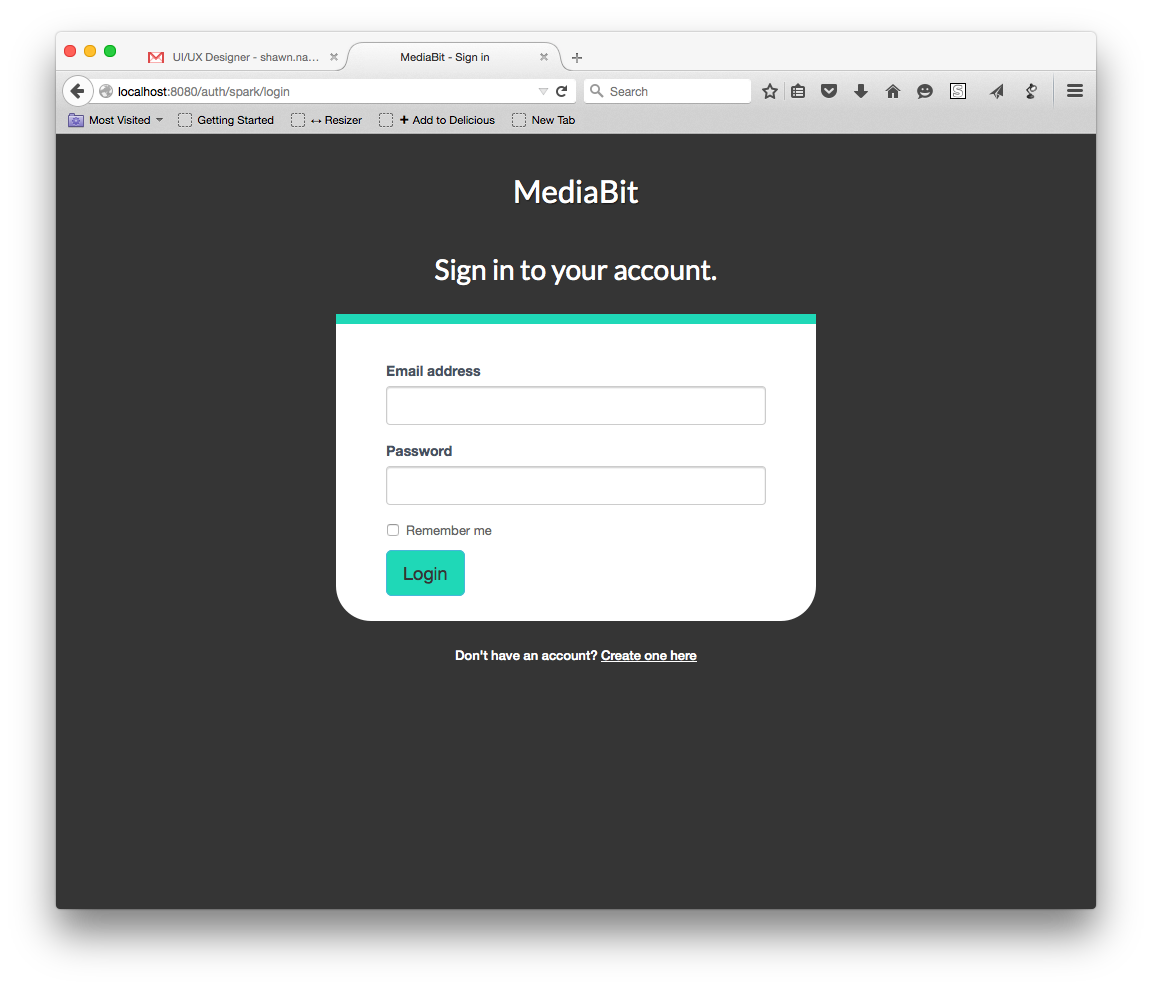 UI/UX Designer - shawn.na...
MediaBit - Sign in
localhost:8080/auth/spark/login
Search
S
Most Visited
Getting Started
↔ Resizer
+ Add to Delicious
New Tab
MediaBit
Sign in to your account.
Email address
Password
Remember me
Login
Don't have an account? Create one here